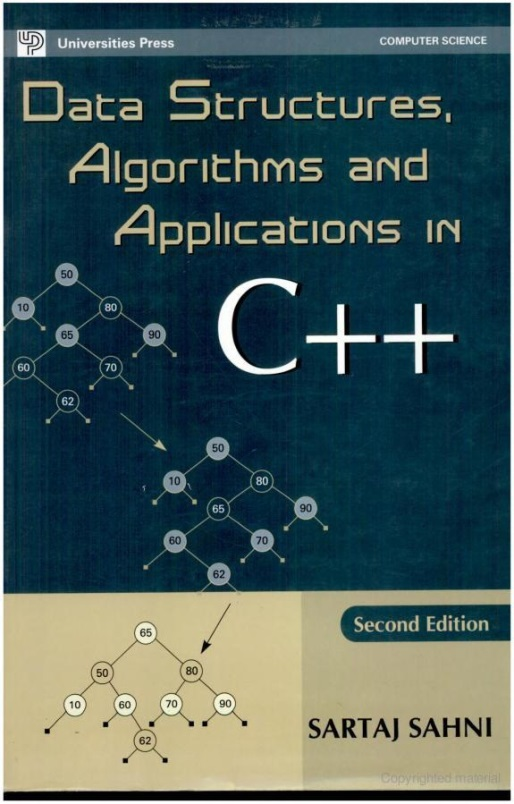 UP Universities Press COMPUTER SCIENCE
Data Structures,
Algorithms and
Applications in
C++
50
10 80
65 90
60 70
62
50
10 80
65 90
60 70
62
Second Edition
65
50 80
10 60 70 90
62
SARTAJ SAHNI
Copyrighted material